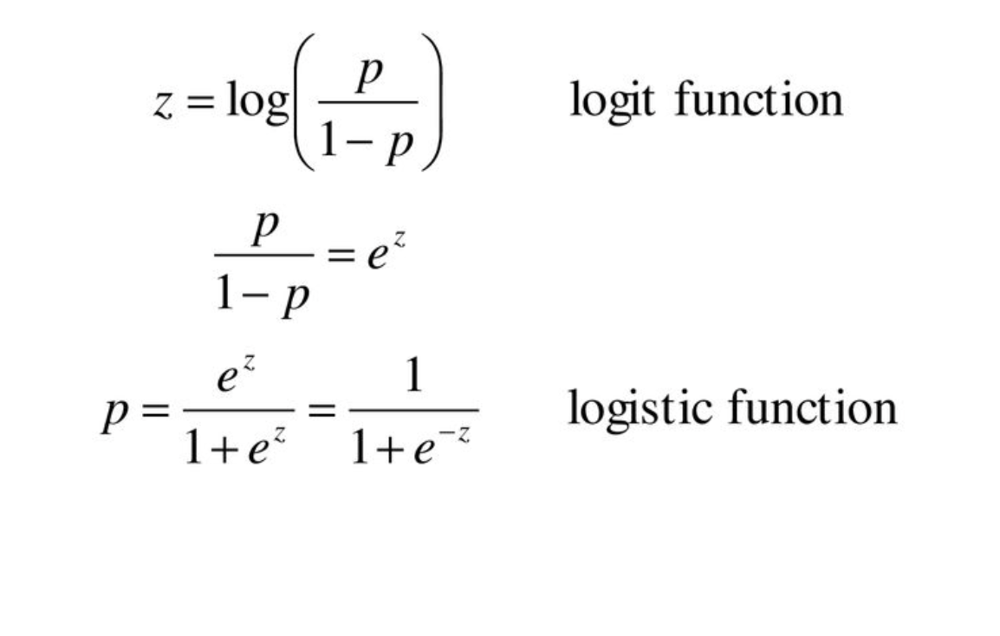 z = log(p / (1 − p)) logit function
p / (1 − p) = e^z
p = e^z / (1 + e^z) = 1 / (1 + e^−z) logistic function